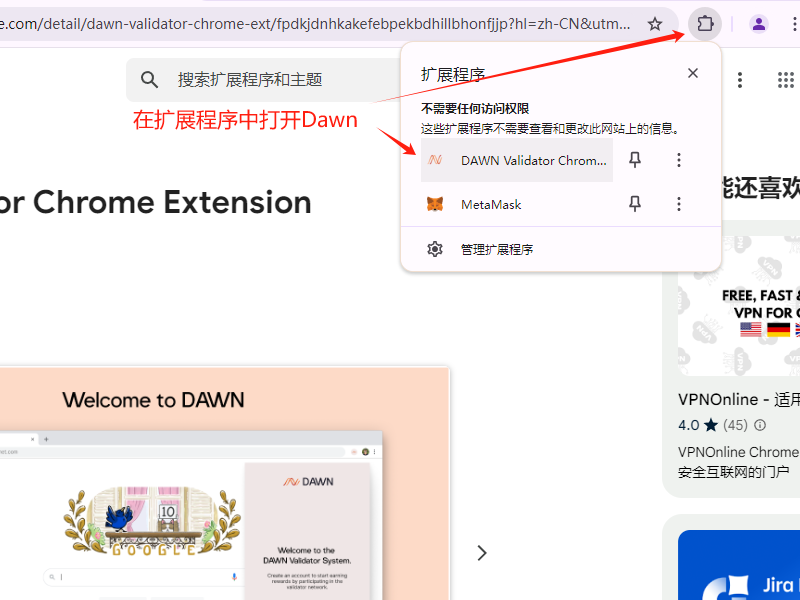 e.com/detail/dawn-validator-chrome-ext/fpdkjdnhkakefebpekbdhillbhonfjjp?hl=zh-CN&utm...
搜索扩展程序和主题
扩展程序
在扩展程序中打开Dawn
不需要任何访问权限
这些扩展程序不需要查看和更改此网站上的信息。
DAWN Validator Chrom...
MetaMask
管理扩展程序
or Chrome Extension
能还喜欢
FREE, FAST &
VPN FOR C
VPNOnline - 适用
4.0 ★ (45)
VPNOnline Chrome
安全互联网的门户
Welcome to DAWN
DAWN
10
GOOGLE
Welcome to the
DAWN Validator System.
Create an account to start earning
rewards by participating in the
validator network.
Jira